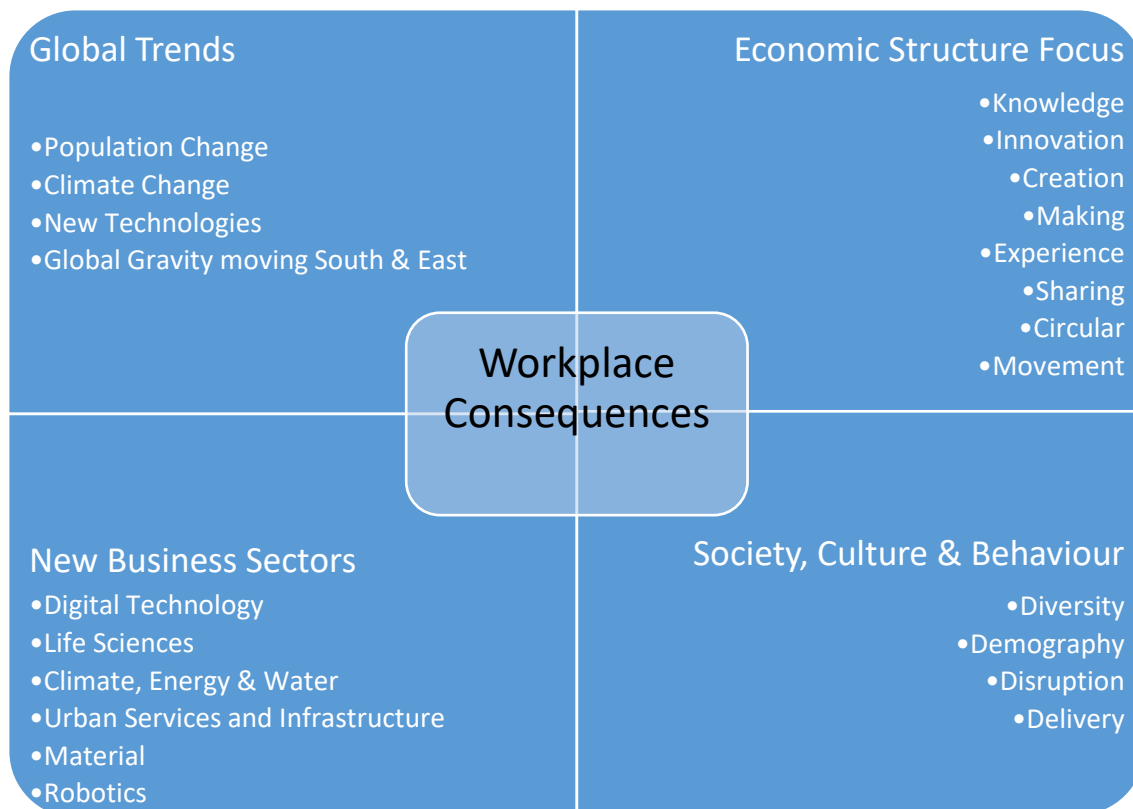 Global Trends
•Population Change
•Climate Change
•New Technologies
•Global Gravity moving South & East
Economic Structure Focus
•Knowledge
•Innovation
•Creation
•Making
•Experience
•Sharing
•Circular
•Movement
Workplace
Consequences
New Business Sectors
•Digital Technology
•Life Sciences
•Climate, Energy & Water
•Urban Services and Infrastructure
•Material
•Robotics
Society, Culture & Behaviour
•Diversity
•Demography
•Disruption
•Delivery